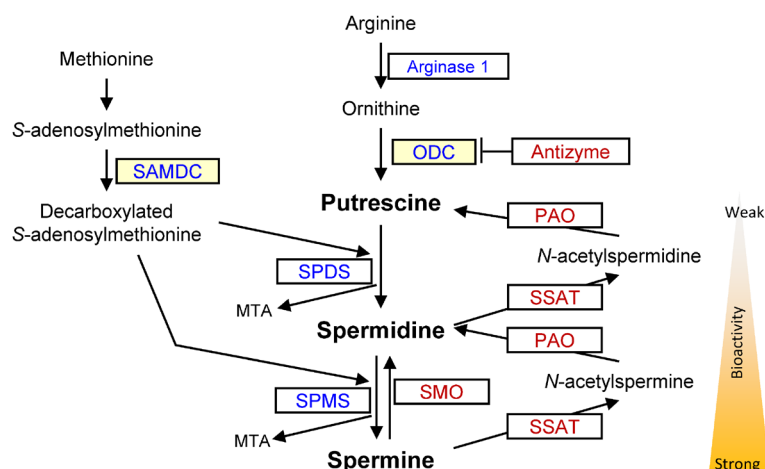 Arginine
Methionine
Arginase 1
Ornithine
S-adenosylmethionine
ODC
Antizyme
SAMDC
Putrescine
PAO
Weak
Decarboxylated
S-adenosylmethionine
N-acetylspermidine
SPDS
MTA
SSAT
Spermidine
PAO
Bioactivity
N-acetylspermine
SPMS
SMO
SSAT
MTA
Spermine
Strong